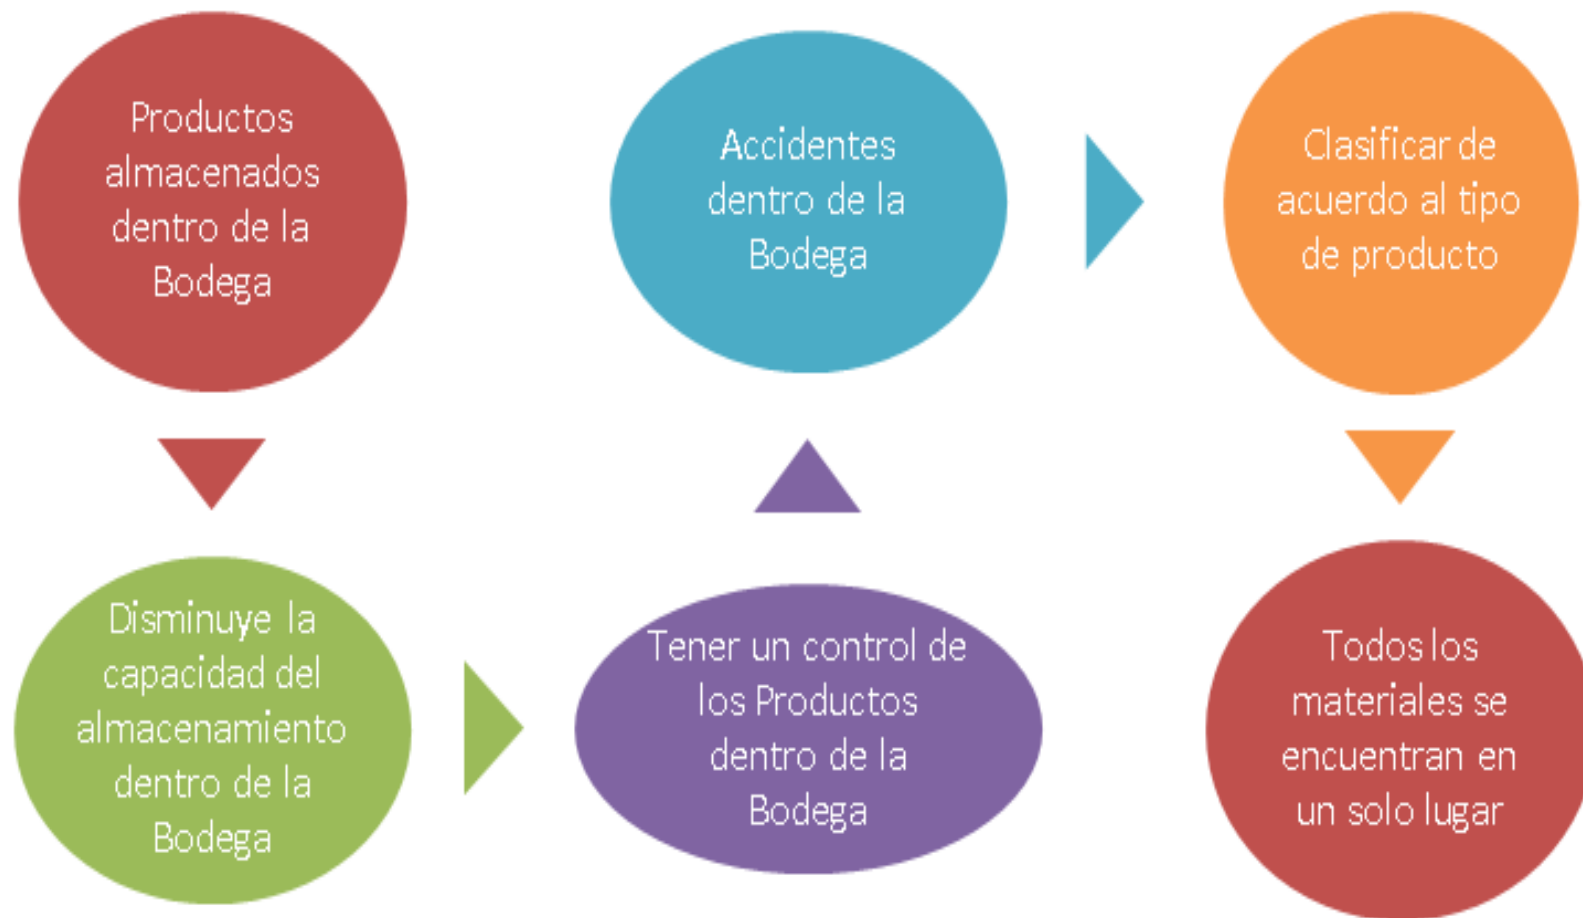 Productos
almacenados
dentro de la
Bodega
Disminuye la
capacidad del
almacenamiento
dentro de la
Bodega
Tener un control de
los Productos
dentro de la
Bodega
Accidentes
dentro de la
Bodega
Clasificar de
acuerdo al tipo
de producto
Todos los
materiales se
encuentran en
un solo lugar